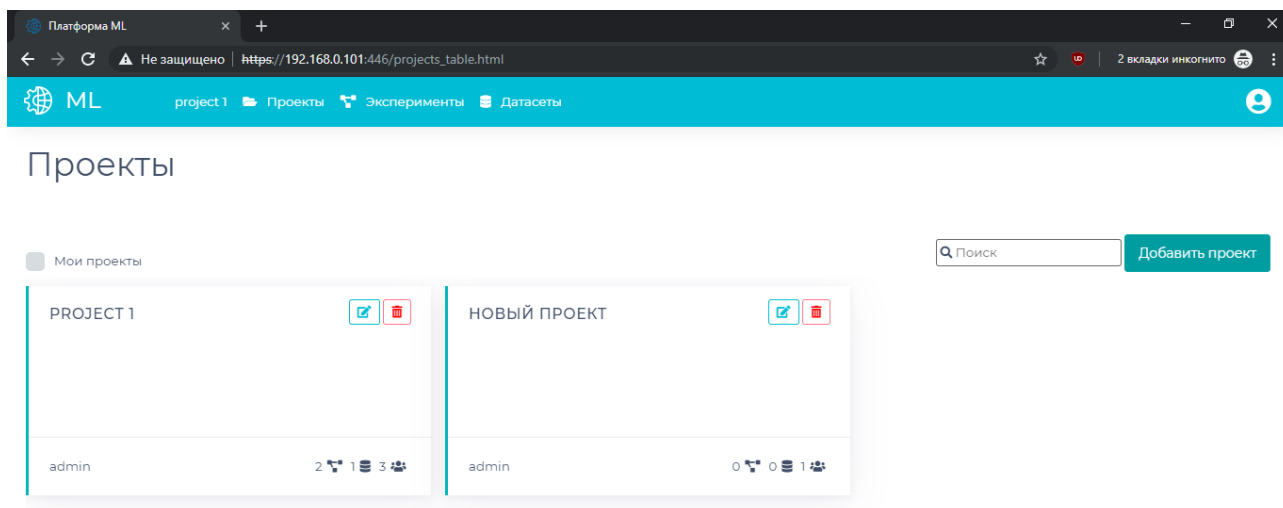 Платформа ML
Не защищено https://192.168.0.101:446/projects_table.html 2 вкладки инкогнито
ML project 1 Проекты Эксперименты Датасеты
Проекты
Мои проекты Поиск Добавить проект
PROJECT 1 НОВЫЙ ПРОЕКТ
admin 2 1 3 admin 0 0 1